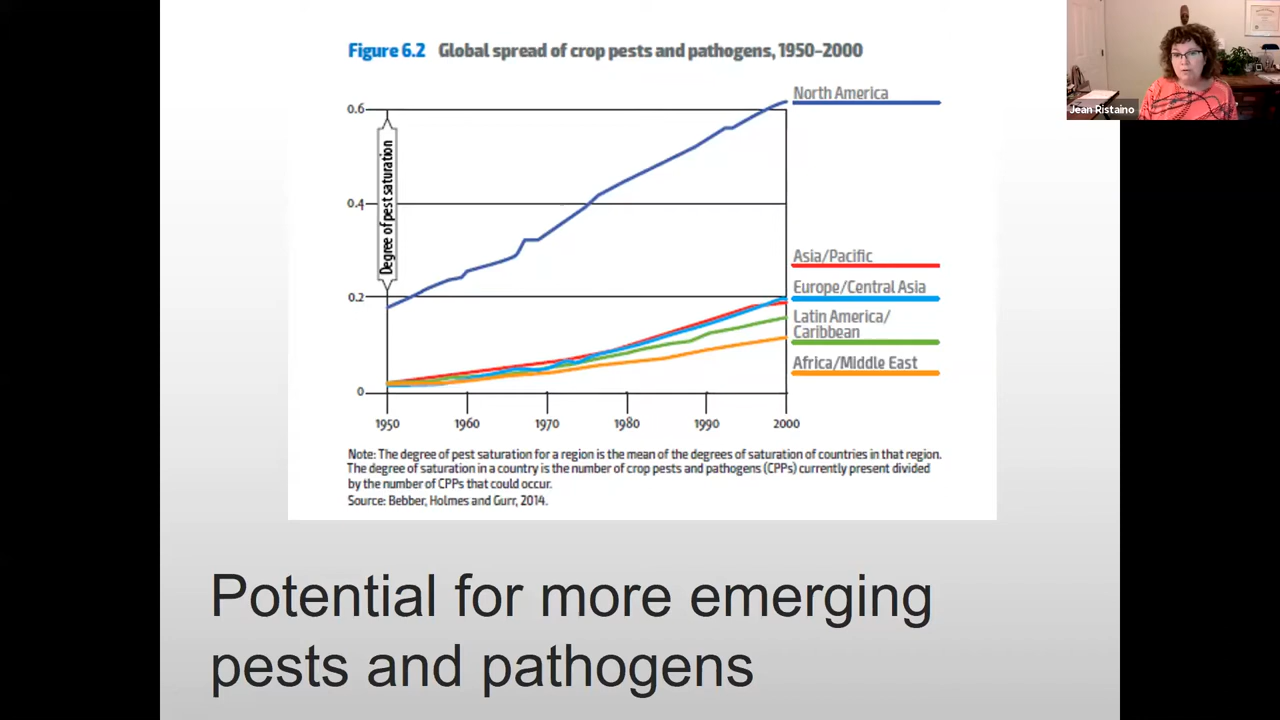 Figure 6.2 Global spread of crop pests and pathogens, 1950–2000
North America
0.6
Degree of pest saturation
0.4
Asia/Pacific
Europe/Central Asia
0.2
Latin America/
Caribbean
Africa/Middle East
0
1950 1960 1970 1980 1990 2000
Note: The degree of pest saturation for a region is the mean of the degrees of saturation of countries in that region.
The degree of saturation in a country is the number of crop pests and pathogens (CPPs) currently present divided
by the number of CPPs that could occur.
Source: Bebber, Holmes and Gurr, 2014.
Potential for more emerging
pests and pathogens
Jean Ristaino